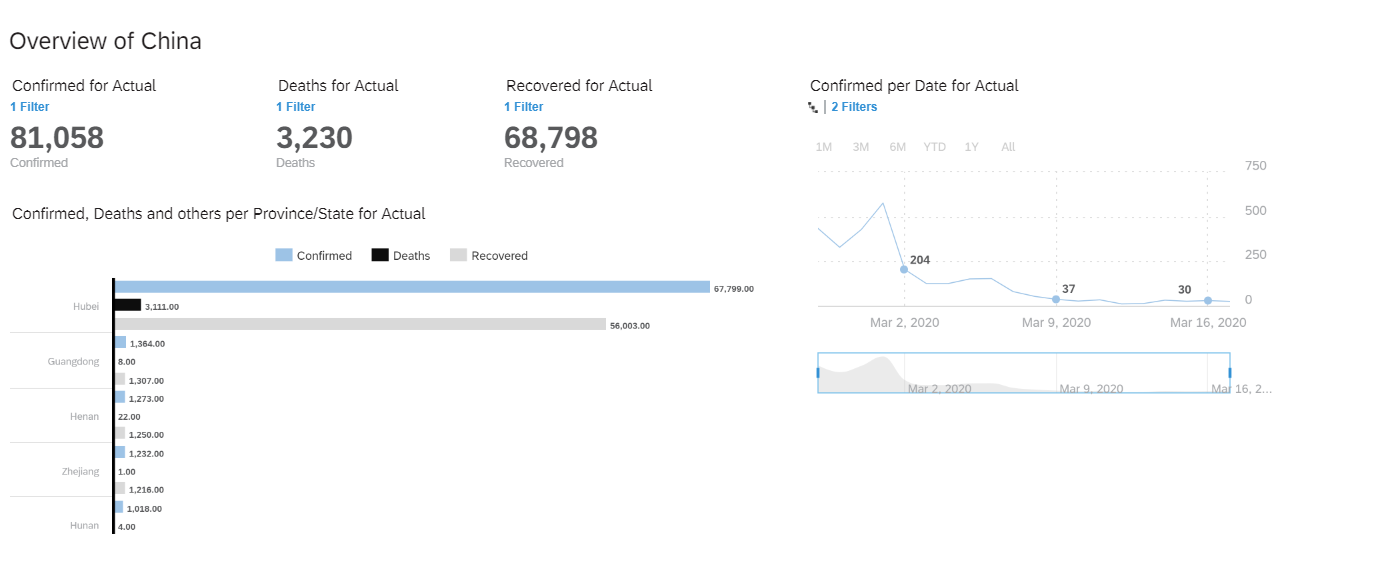 Overview of China
Confirmed for Actual
1 Filter
81,058
Confirmed
Deaths for Actual
1 Filter
3,230
Deaths
Recovered for Actual
1 Filter
68,798
Recovered
Confirmed, Deaths and others per Province/State for Actual
Confirmed Deaths Recovered
67,799.00
Hubei 3,111.00
56,003.00
1,364.00
Guangdong 8.00
1,307.00
1,273.00
Henan 22.00
1,250.00
1,232.00
Zhejiang 1.00
1,216.00
1,018.00
Hunan 4.00
Confirmed per Date for Actual
2 Filters
1M 3M 6M YTD 1Y All
750
500
250
0
204
37
30
Mar 2, 2020 Mar 9, 2020 Mar 16, 2020
Mar 2, 2020 Mar 9, 2020 Mar 16, 2...